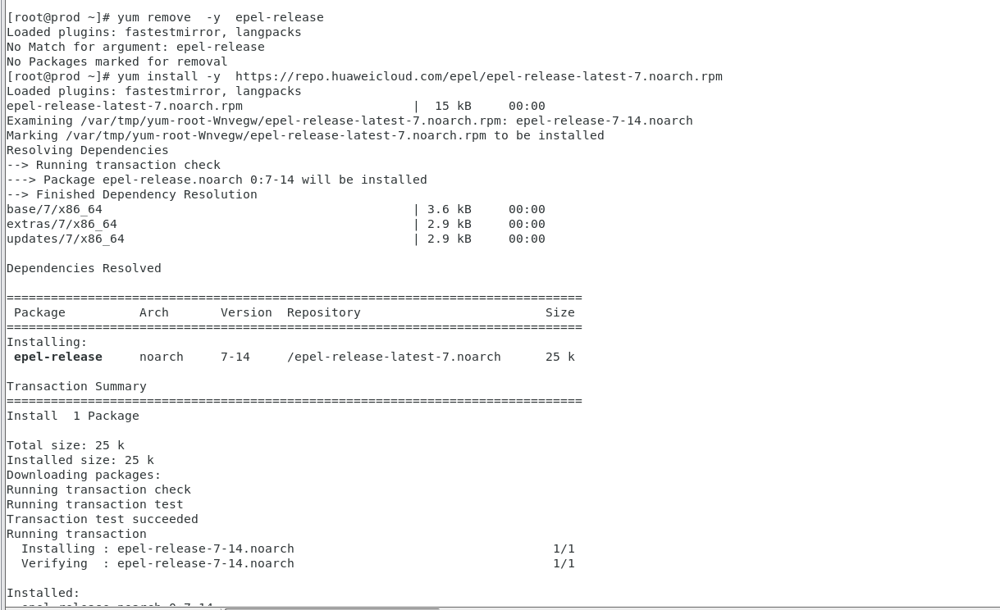 [root@prod ~]# yum remove  -y  epel-release
Loaded plugins: fastestmirror, langpacks
No Match for argument: epel-release
No Packages marked for removal
[root@prod ~]# yum install -y  https://repo.huaweicloud.com/epel/epel-release-latest-7.noarch.rpm
Loaded plugins: fastestmirror, langpacks
epel-release-latest-7.noarch.rpm                       |  15 kB     00:00
Examining /var/tmp/yum-root-Wnvegw/epel-release-latest-7.noarch.rpm: epel-release-7-14.noarch
Marking /var/tmp/yum-root-Wnvegw/epel-release-latest-7.noarch.rpm to be installed
Resolving Dependencies
--> Running transaction check
---> Package epel-release.noarch 0:7-14 will be installed
--> Finished Dependency Resolution
base/7/x86_64                                          | 3.6 kB     00:00
extras/7/x86_64                                        | 2.9 kB     00:00
updates/7/x86_64                                       | 2.9 kB     00:00
Dependencies Resolved
==============================================================================
 Package          Arch       Version  Repository                         Size
==============================================================================
Installing:
 epel-release     noarch     7-14     /epel-release-latest-7.noarch      25 k
Transaction Summary
==============================================================================
Install  1 Package
Total size: 25 k
Installed size: 25 k
Downloading packages:
Running transaction check
Running transaction test
Transaction test succeeded
Running transaction
  Installing : epel-release-7-14.noarch                                   1/1
  Verifying  : epel-release-7-14.noarch                                   1/1
Installed:
  epel-release.noarch 0:7-14